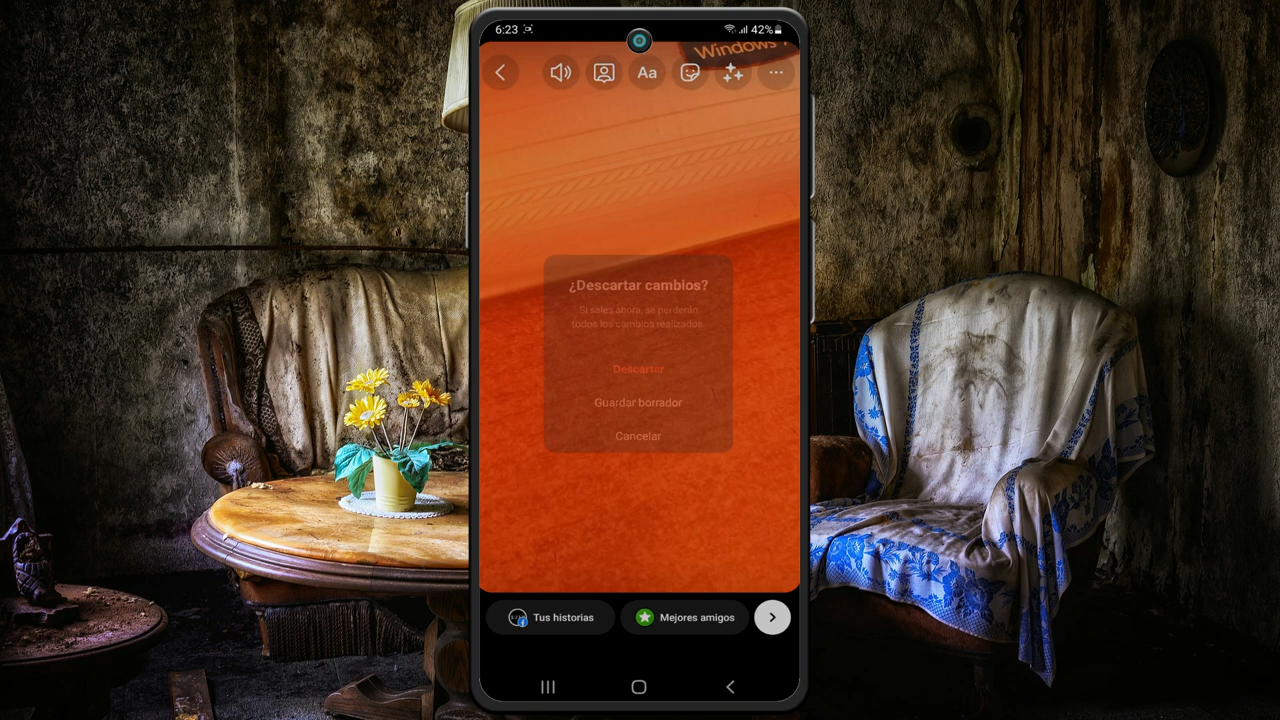 6:23
42%
Windows
Aa
¿Descartar cambios?
Si sales ahora, se perderán
todos los cambios realizados.
Descartar
Guardar borrador
Cancelar
Tus historias
Mejores amigos